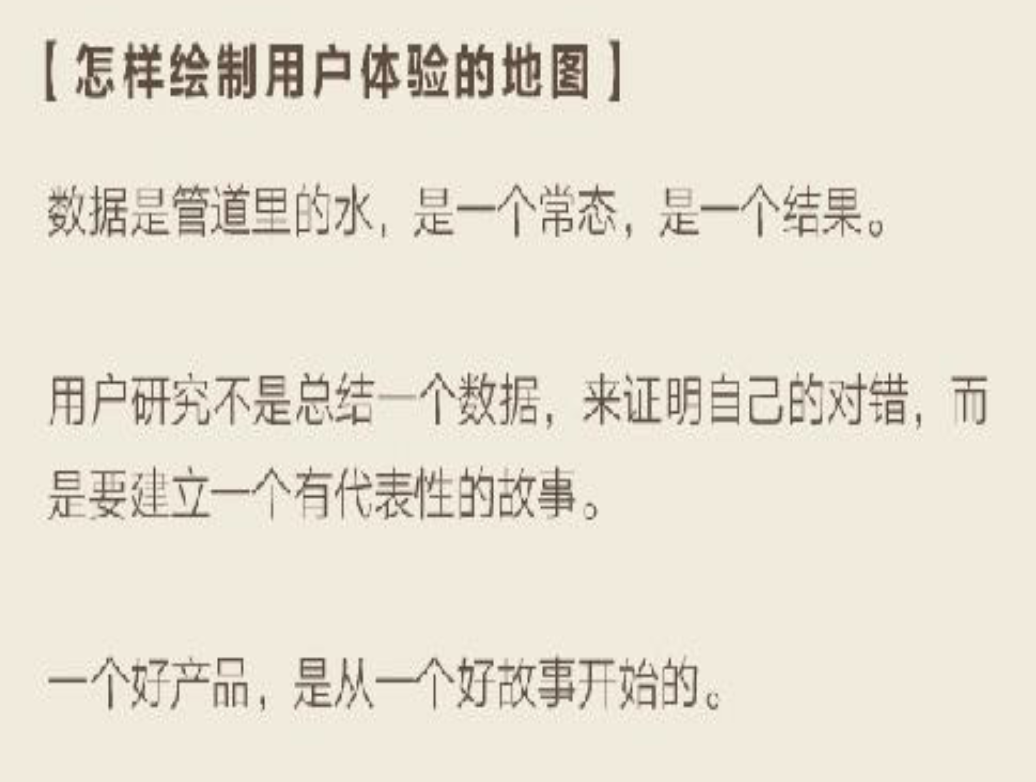 【怎样绘制用户体验的地图】
数据是管道里的水，是一个常态，是一个结果。
用户研究不是总结一个数据，来证明自己的对错，而
是要建立一个有代表性的故事。
一个好产品，是从一个好故事开始的。